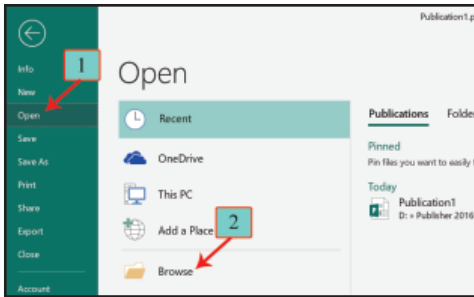 Publication1.p
Info
New
Open
Save
Save As
Print
Share
Export
Close
Account
1
Open
Recent
OneDrive
This PC
Add a Place
2
Browse
Publications Folder
Pinned
Pin files you want to easily
Today
Publication1
D: » Publisher 2016